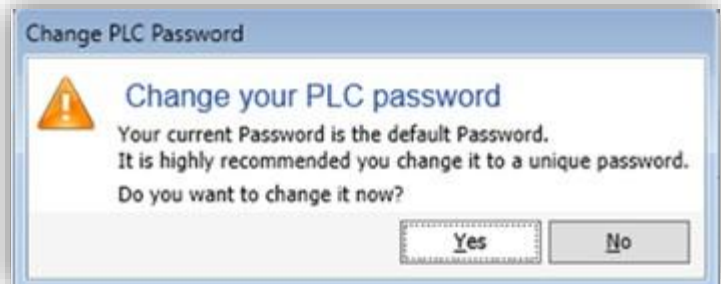 Change PLC Password
Change your PLC password
Your current Password is the default Password.
It is highly recommended you change it to a unique password.
Do you want to change it now?
Yes
No